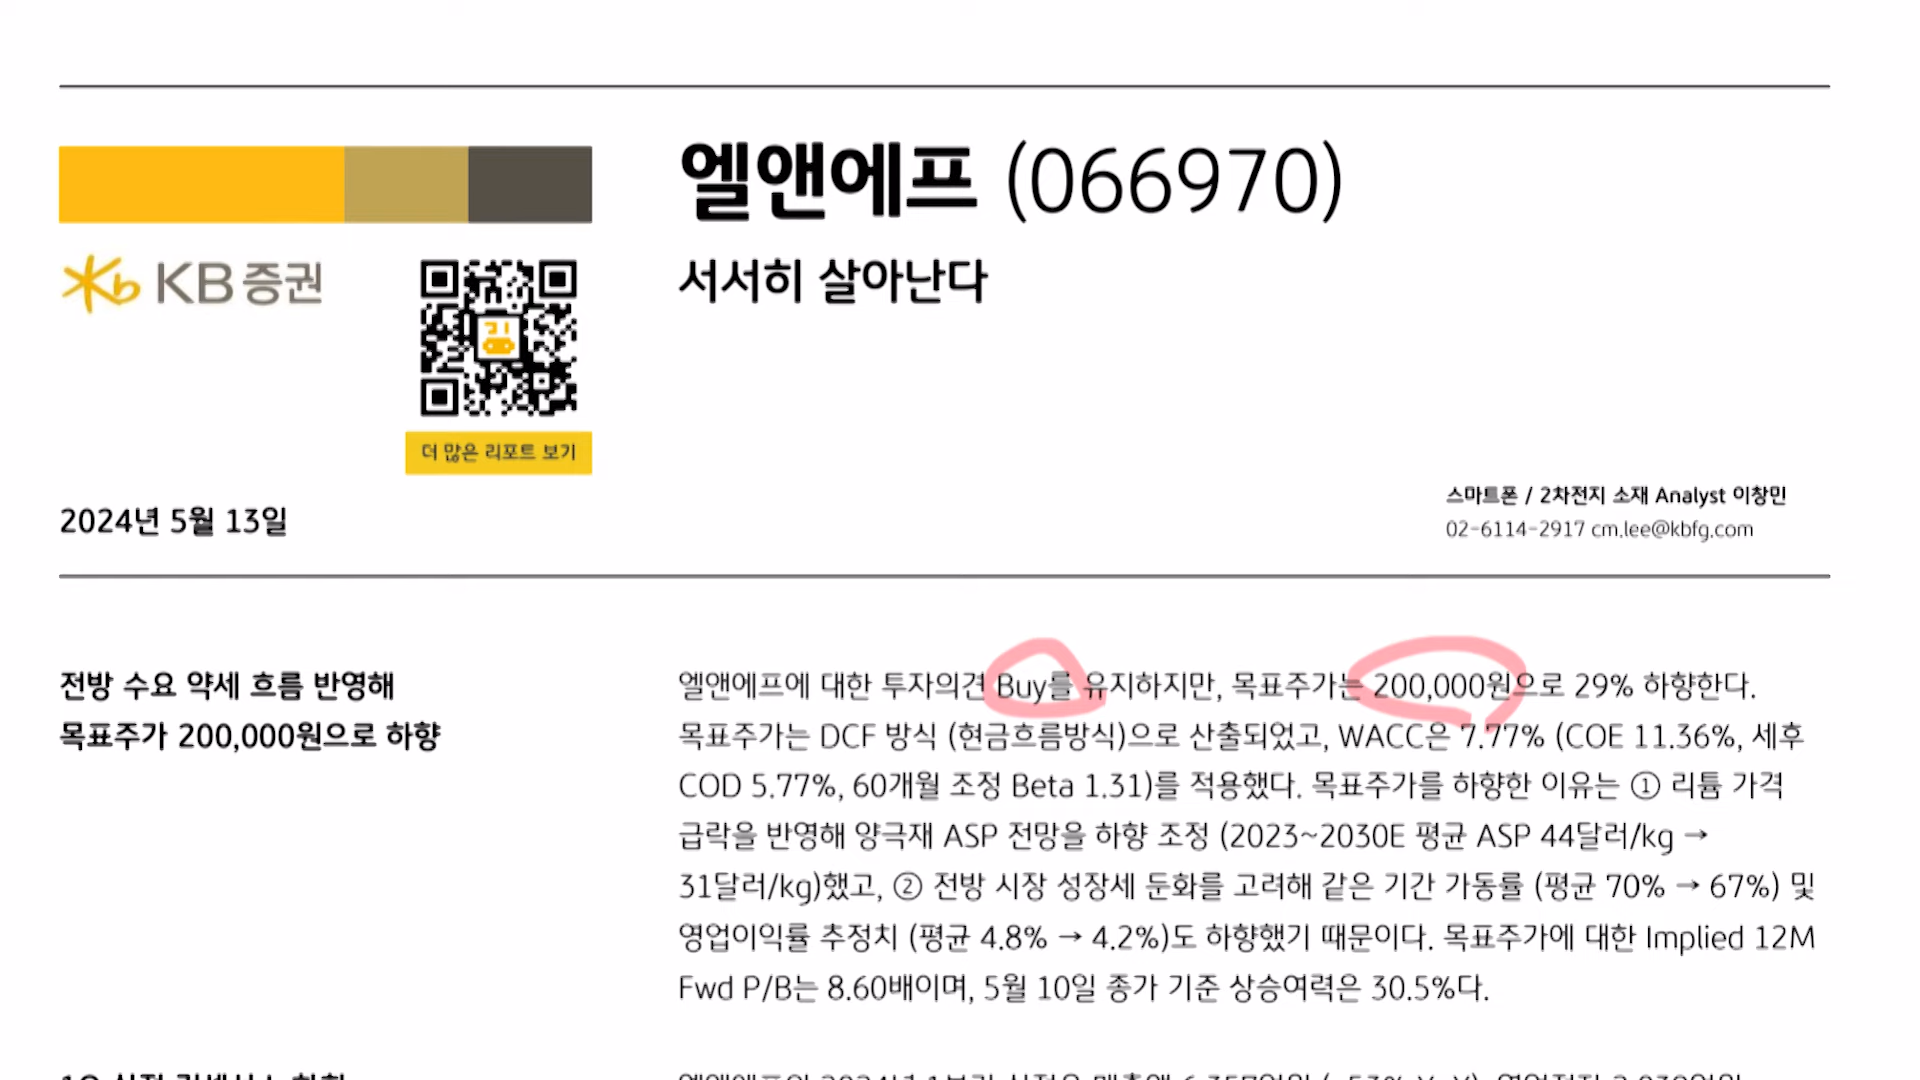 엘앤에프 (066970)
KB증권
서서히 살아난다
더 많은 리포트 보기
2024년 5월 13일
스마트폰 / 2차전지 소재 Analyst 이창민
02-6114-2917 cm.lee@kbfg.com
전방 수요 약세 흐름 반영해
목표주가 200,000원으로 하향
엘앤에프에 대한 투자의견 Buy를 유지하지만, 목표주가는 200,000원으로 29% 하향한다.
목표주가는 DCF 방식 (현금흐름방식)으로 산출되었고, WACC은 7.77% (COE 11.36%, 세후
COD 5.77%, 60개월 조정 Beta 1.31)를 적용했다. 목표주가를 하향한 이유는 ① 리튬 가격
급락을 반영해 양극재 ASP 전망을 하향 조정 (2023~2030E 평균 ASP 44달러/kg →
31달러/kg)했고, ② 전방 시장 성장세 둔화를 고려해 같은 기간 가동률 (평균 70% → 67%) 및
영업이익률 추정치 (평균 4.8% → 4.2%)도 하향했기 때문이다. 목표주가에 대한 Implied 12M
Fwd P/B는 8.60배이며, 5월 10일 종가 기준 상승여력은 30.5%다.